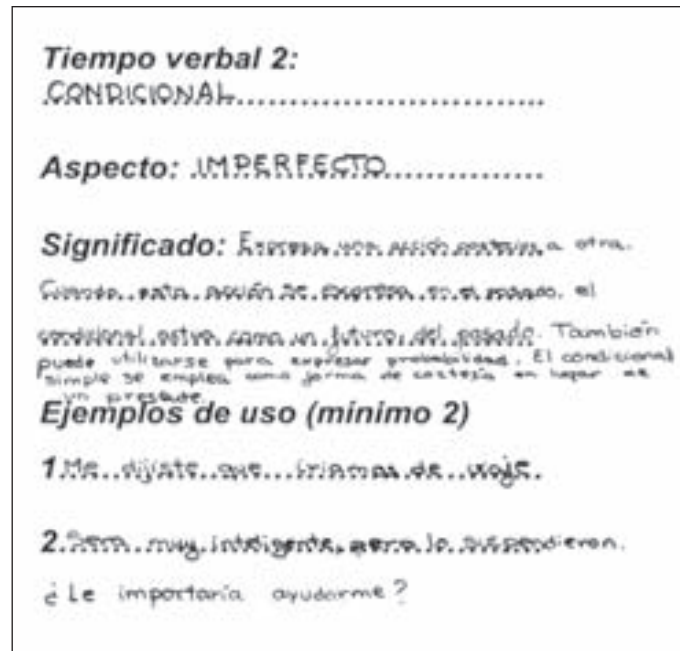 Tiempo verbal 2:
CONDICIONAL
Aspecto: IMPERFECTO
Significado: Expresa una acción posterior a otra.
Cuando esta acción se expresa en el pasado, el
condicional actua como un futuro del pasado. También
puede utilizarse para expresar probabilidad. El condicional
simple se emplea como forma de cortesía en lugar de
un presente.
Ejemplos de uso (mínimo 2)
1. Me dijiste que iríamos de viaje.
2. muy inteligente, pero lo suspendieron.
¿Le importaría ayudarme?